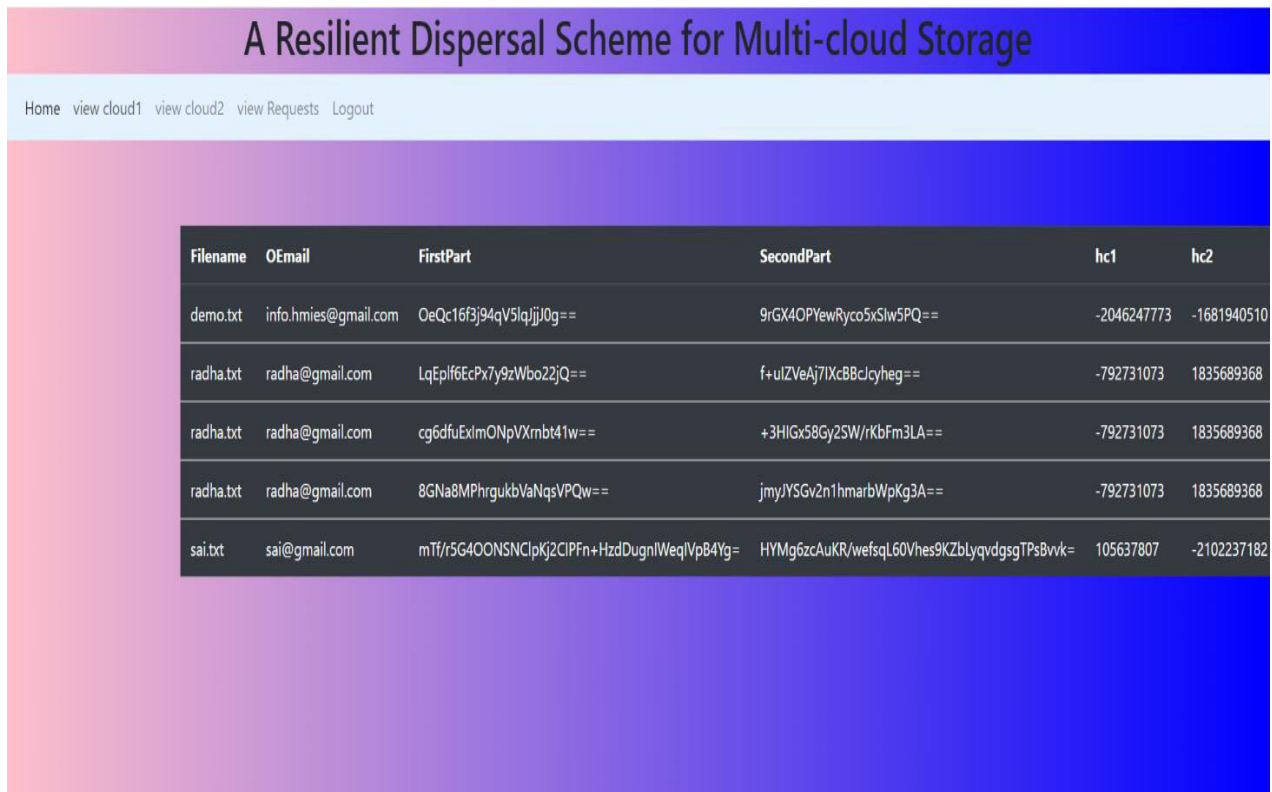 A Resilient Dispersal Scheme for Multi-cloud Storage
Home view cloud1 view cloud2 view Requests Logout
Filename OEmail FirstPart SecondPart hc1 hc2
demo.txt info.hmies@gmail.com OeQc16f3j94qV5lqJjjJ0g== 9rGX4OPYewRyco5xSIw5PQ== -2046247773 -1681940510
radha.txt radha@gmail.com LqEplf6EcPx7y9zWbo22jQ== f+uIZVeAj7IXcBBcJcyheg== -792731073 1835689368
radha.txt radha@gmail.com cg6dfuExImONpVXrnbt41w== +3HIGx58Gy2SW/rKbFm3LA== -792731073 1835689368
radha.txt radha@gmail.com 8GNa8MPhrgukbVaNqsVPQw== jmyJYSGv2n1hmarbWpKg3A== -792731073 1835689368
sai.txt sai@gmail.com mTf/r5G4OONSNClpKj2CIPFn+HzdDugnIWeqIVpB4Yg= HYMg6zcAuKR/wefsqL60Vhes9KZbLyqvdgsgTPsBvvk= 105637807 -2102237182